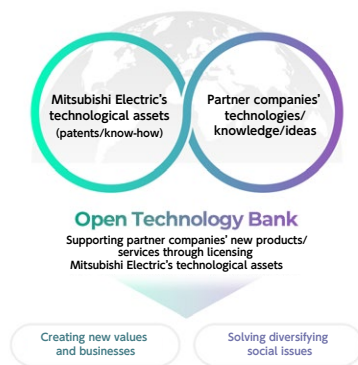 Mitsubishi Electric's
technological assets
(patents/know-how)
Partner companies'
technologies/
knowledge/ideas
Open Technology Bank
Supporting partner companies' new products/
services through licensing
Mitsubishi Electric's technological assets
Creating new values
and businesses
Solving diversifying
social issues